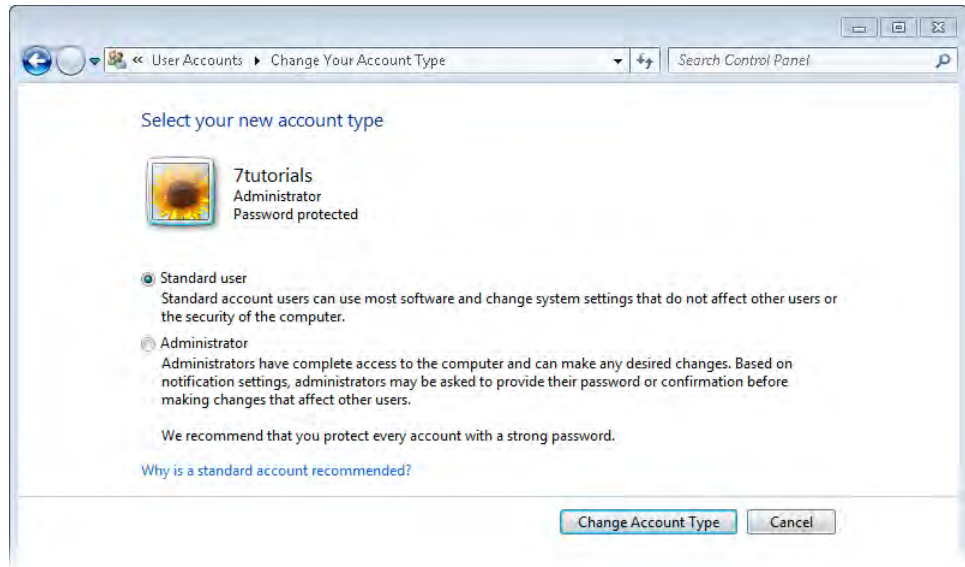 « User Accounts ▸ Change Your Account Type
Search Control Panel
Select your new account type
7tutorials
Administrator
Password protected
Standard user
Standard account users can use most software and change system settings that do not affect other users or
the security of the computer.
Administrator
Administrators have complete access to the computer and can make any desired changes. Based on
notification settings, administrators may be asked to provide their password or confirmation before
making changes that affect other users.
We recommend that you protect every account with a strong password.
Why is a standard account recommended?
Change Account Type
Cancel